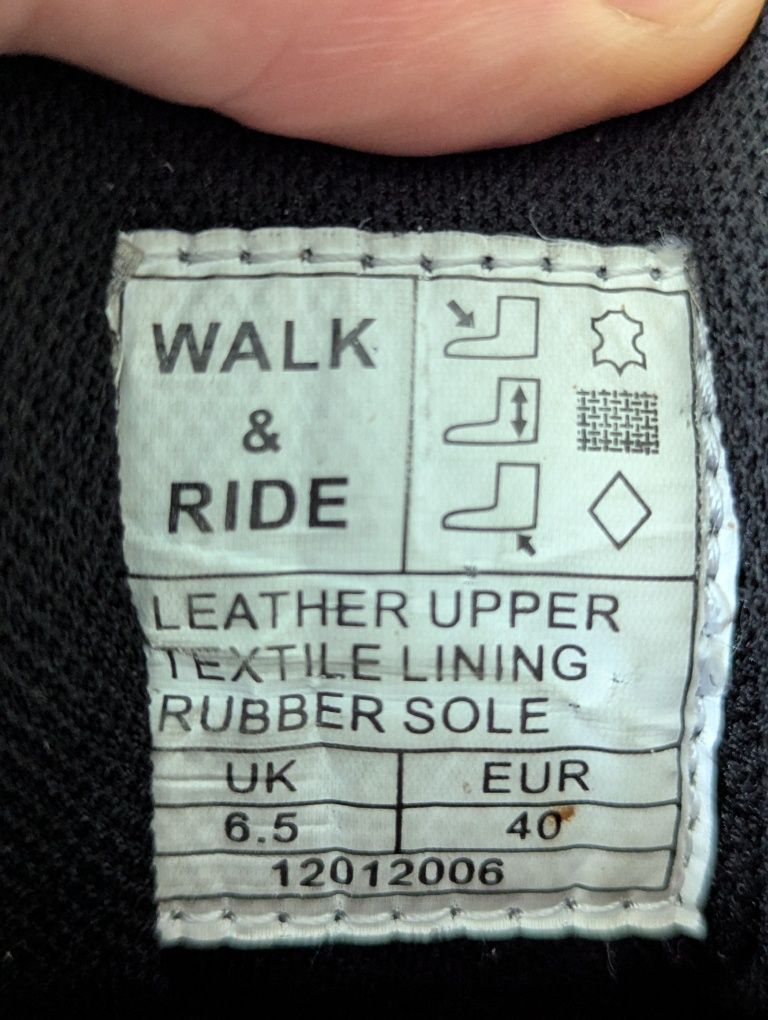 WALK
&
RIDE
LEATHER UPPER
TEXTILE LINING
RUBBER SOLE
UK EUR
6.5 40
12012006